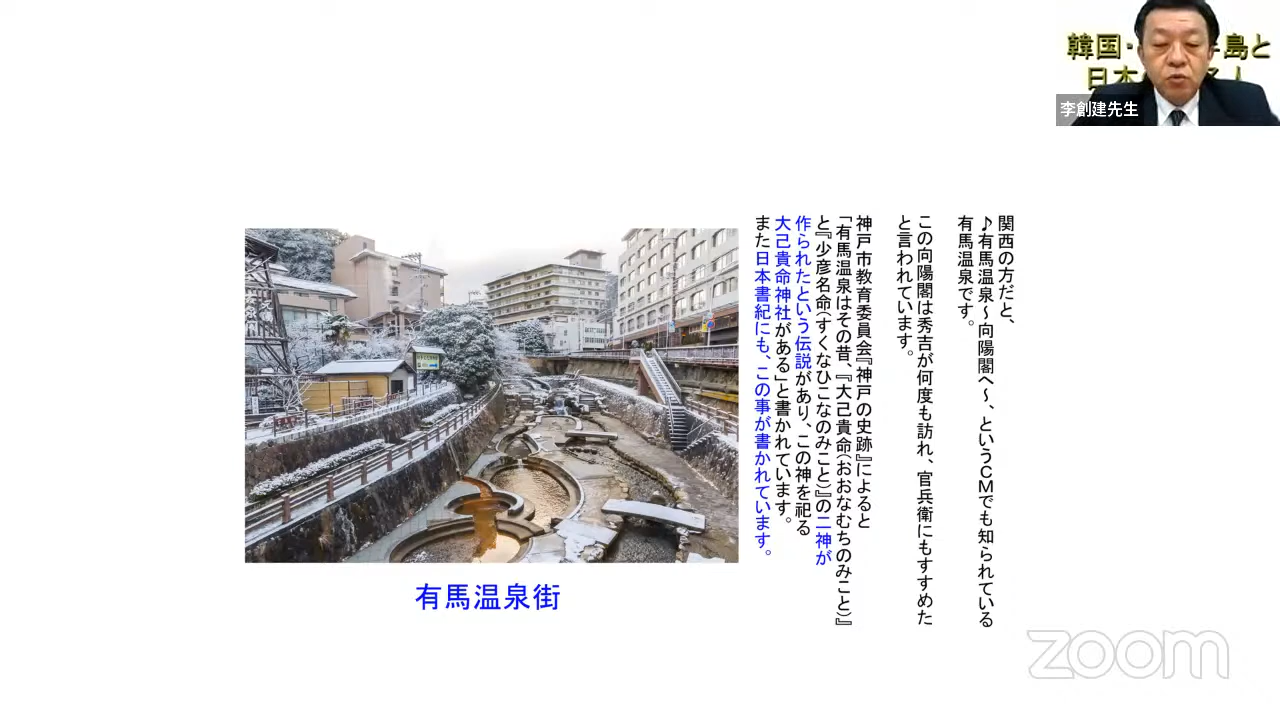 韓国・
島と
日本
李創建先生
関西の方だと、
♪有馬温泉～向陽閣へ～、というCMでも知られている
有馬温泉です。
この向陽閣は秀吉が何度も訪れ、官兵衛にもすすめた
と言われています。
神戸市教育委員会『神戸の史跡』によると
「有馬温泉はその昔、『大己貴命(おおなむちのみこと)』
と『少彦名命(すくなひこなのみこと)』の二神が
作られたという伝説があり、この神を祀る
大己貴命神社がある」と書かれています。
また日本書紀にも、この事が書かれています。
有馬温泉街
zoom